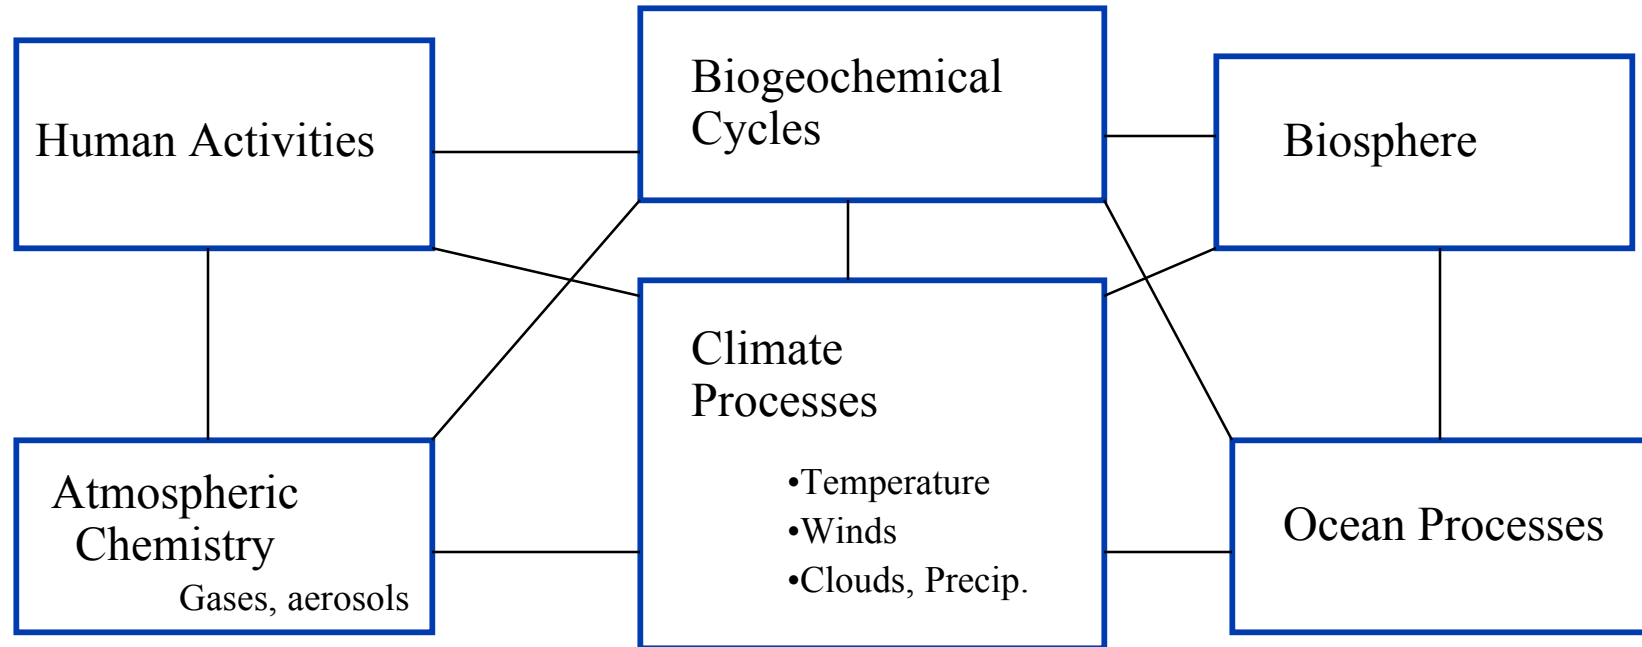 Human Activities
Biogeochemical
Cycles
Biosphere
Climate
Processes
•Temperature
•Winds
•Clouds, Precip.
Atmospheric
Chemistry
Gases, aerosols
Ocean Processes